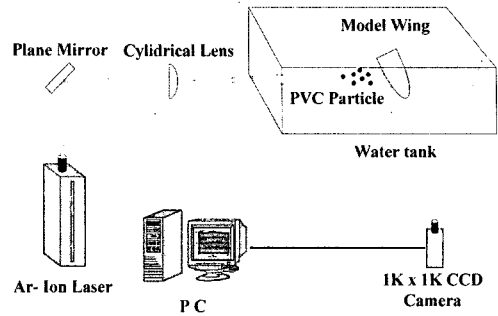 Model Wing
Plane Mirror
Cylidrical Lens
PVC Particle
Water tank
Ar- Ion Laser
P C
1K x 1K CCD
Camera